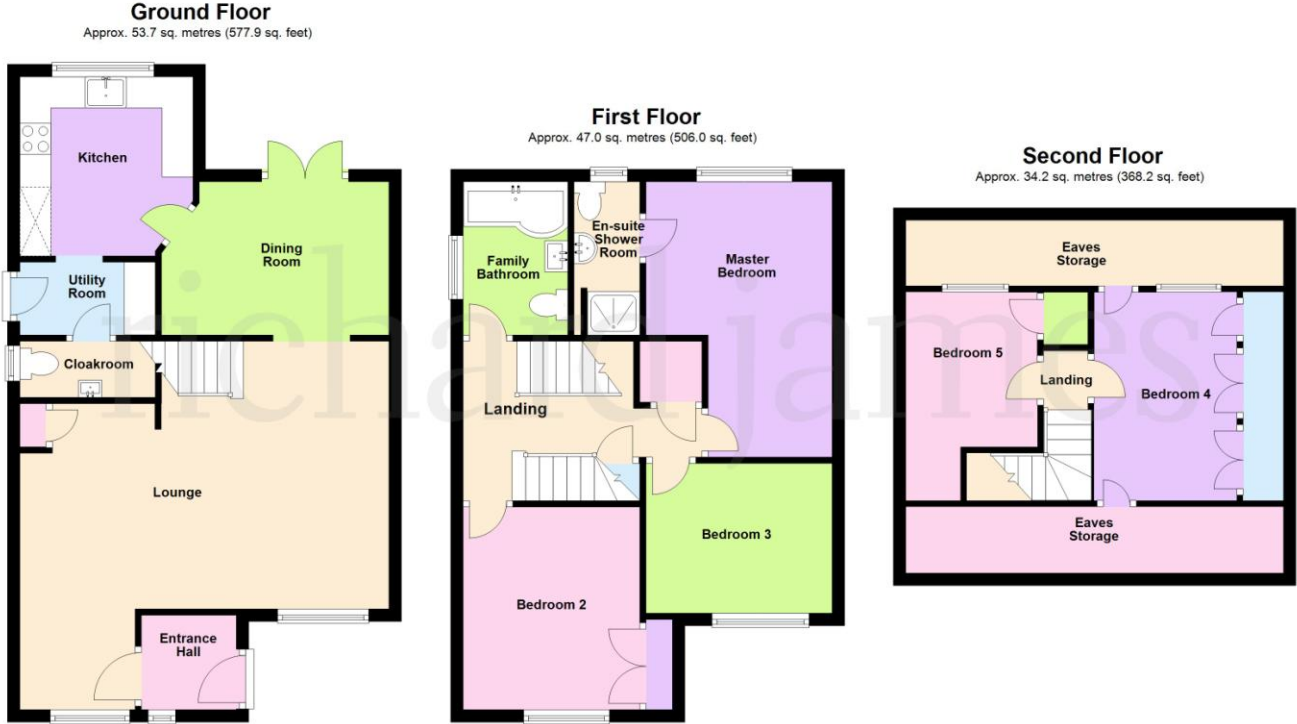 Ground Floor
Approx. 53.7 sq. metres (577.9 sq. feet)
Kitchen
Dining
Room
Utility
Room
Cloakroom
Lounge
Entrance
Hall
First Floor
Approx. 47.0 sq. metres (506.0 sq. feet)
En-suite
Shower
Room
Family
Bathroom
Master
Bedroom
Landing
Bedroom 3
Bedroom 2
Second Floor
Approx. 34.2 sq. metres (368.2 sq. feet)
Eaves
Storage
Bedroom 5
Landing
Bedroom 4
Eaves
Storage
richard james